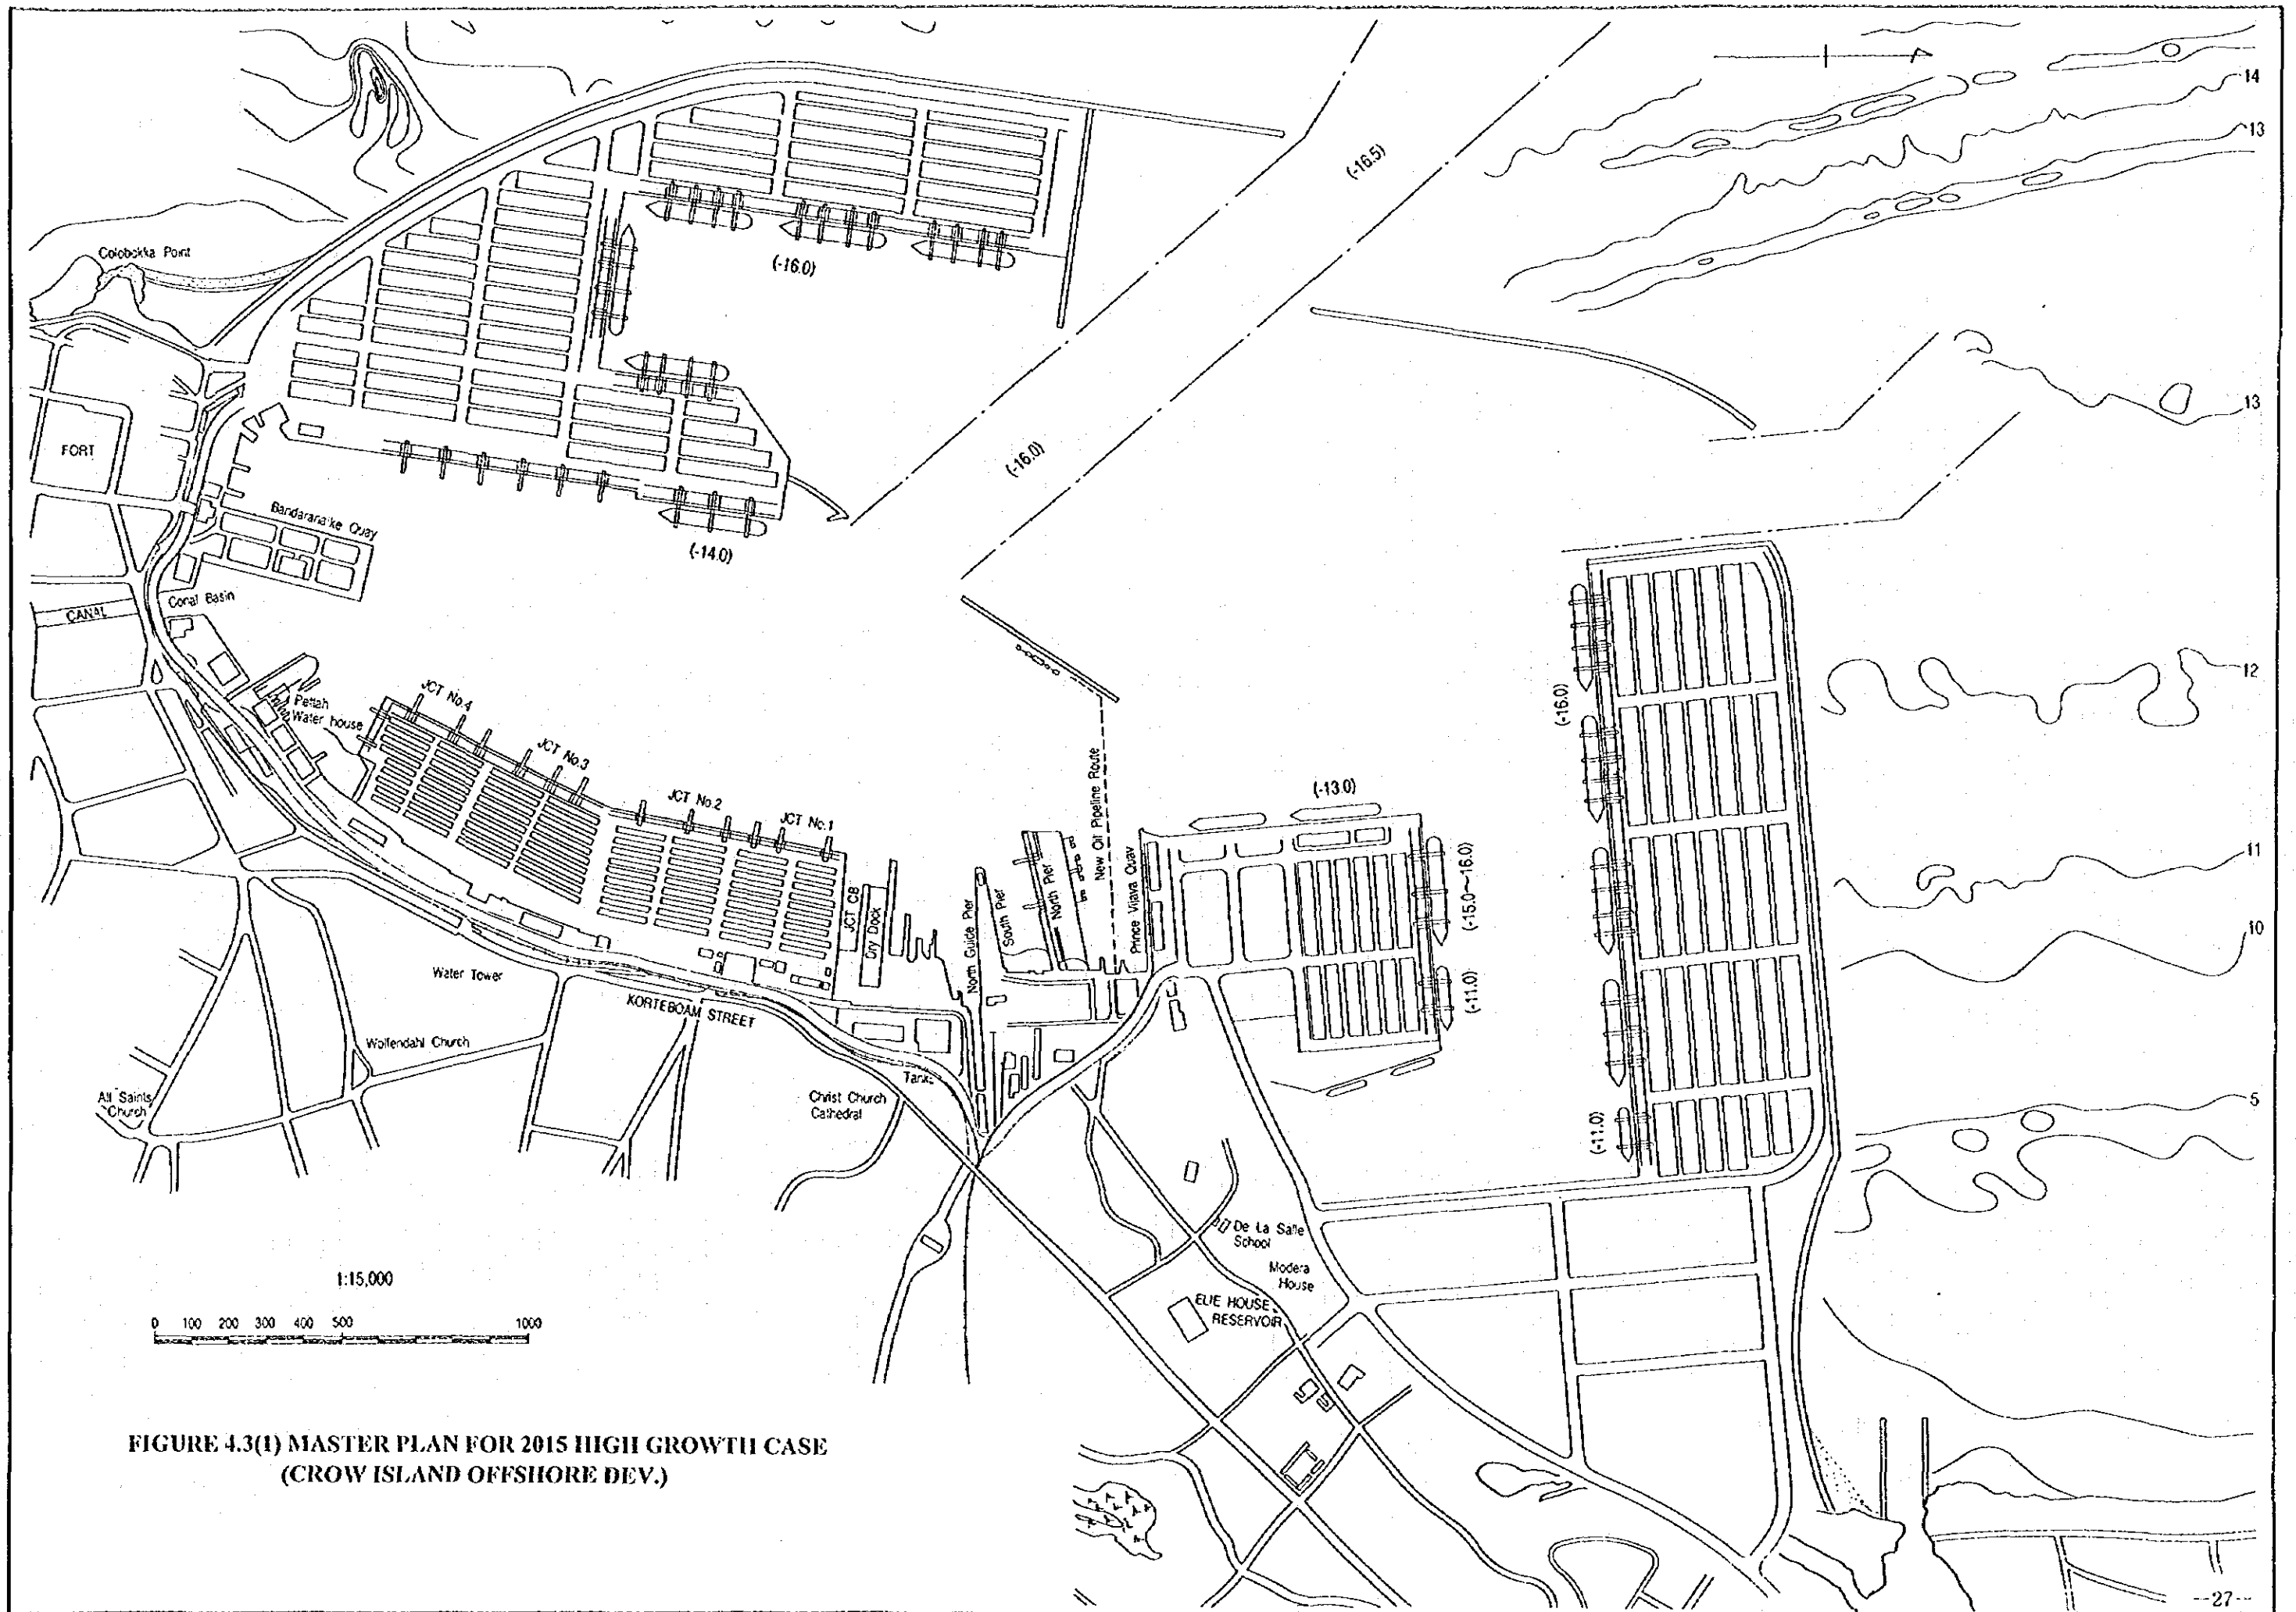 14
13
(-16.5)
Colobokka Point
(-16.0)
13
FORT
(-16.0)
Bandaranaike Quay
(-14.0)
Conal Basin
CANAL
12
(-16.0)
Pettah
Water house
JCT No.4
JCT No.3
JCT No.2
JCT No.1
New Oil Pipeline Route
(-13.0)
11
JCT CB
Dry Dock
North Guide Pier
South Pier
North Pier
Prince Vijaya Quay
(-15.0~-16.0)
10
(-11.0)
Water Tower
KORTEBOAM STREET
Wolfendahl Church
Tanks
All Saints
Church
Christ Church
Cathedral
(-11.0)
5
De La Salle
School
Modera
House
ELIE HOUSE
RESERVOIR
1:15,000
0 100 200 300 400 500 1000
FIGURE 4.3(1) MASTER PLAN FOR 2015 HIGH GROWTH CASE
(CROW ISLAND OFFSHORE DEV.)
--27--